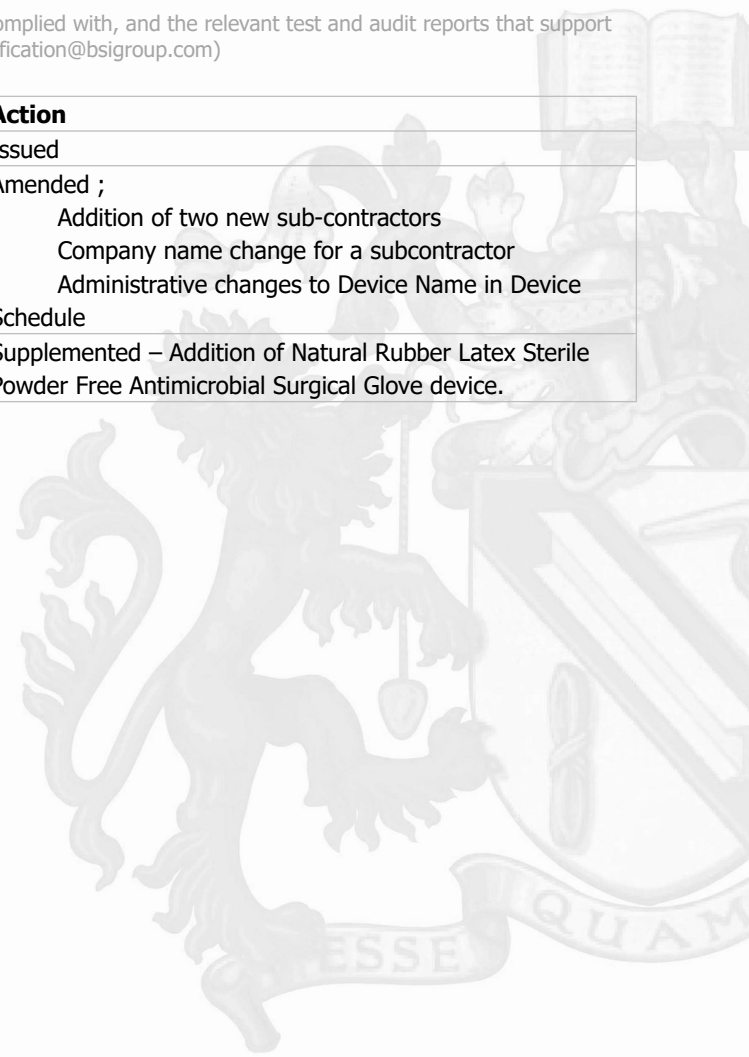 omplied with, and the relevant test and audit reports that support
fication@bsigroup.com)
Action
Issued
Amended ;
Addition of two new sub-contractors
Company name change for a subcontractor
Administrative changes to Device Name in Device
Schedule
Supplemented – Addition of Natural Rubber Latex Sterile
Powder Free Antimicrobial Surgical Glove device.
ESSE QUAM